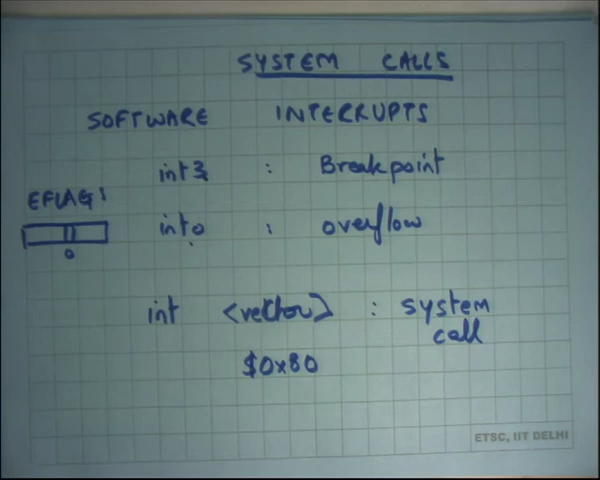 SYSTEM CALLS
SOFTWARE INTERRUPTS
int3 : Breakpoint
EFLAGS
into : overflow
0
int <vector> : system call
$0x80
ETSC, IIT DELHI